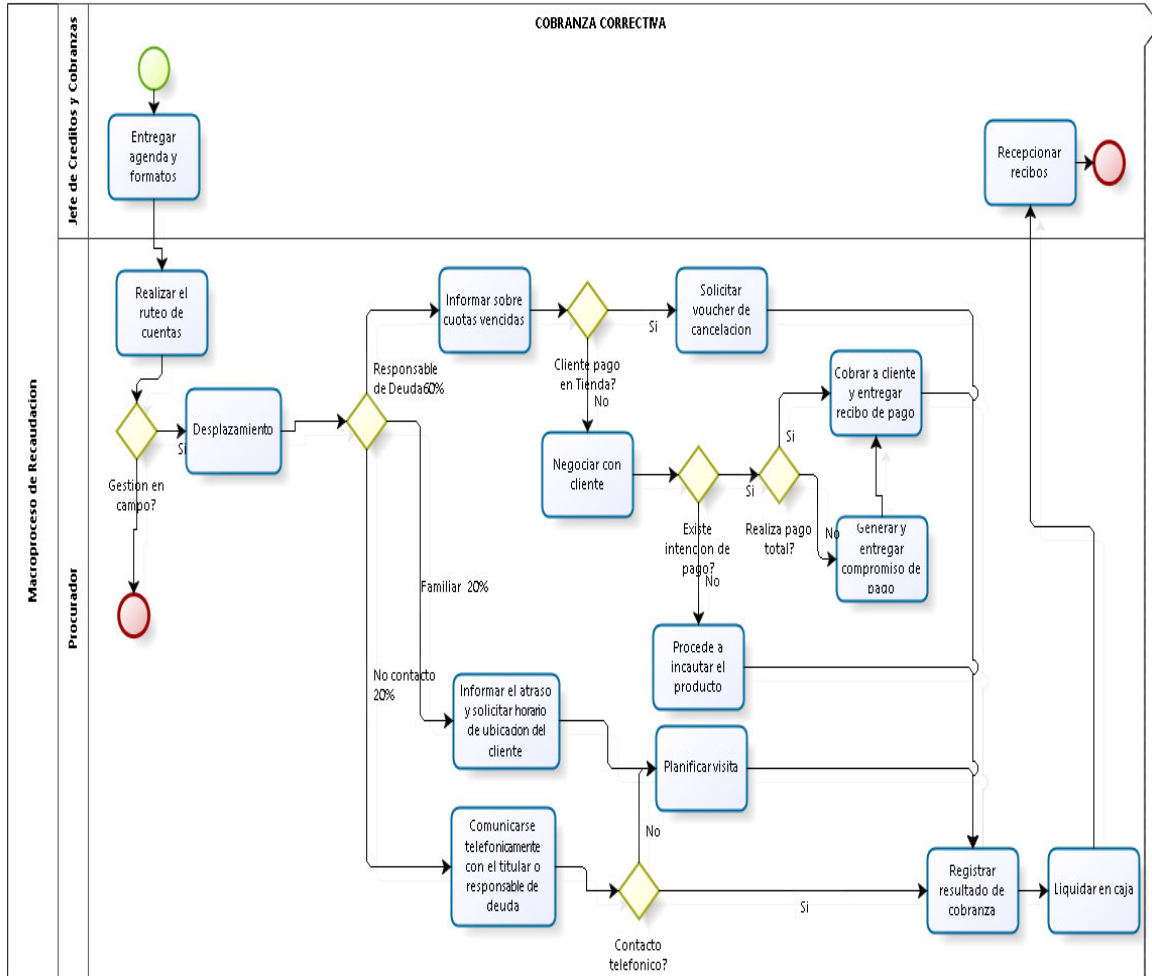 COBRANZA CORRECTIVA
Macroproceso de Recaudacion
Jefe de Creditos y Cobranzas
Entregar
agenda y
formatos
Recepcionar
recibos
Procurador
Realizar el
ruteo de
cuentas
Gestion en
campo?
Si
Desplazamiento
Responsable
de Deuda60%
Familiar 20%
No contacto
20%
Informar sobre
cuotas vencidas
Cliente pago
en Tienda?
Si
No
Solicitar
voucher de
cancelacion
Negociar con
cliente
Existe
intencion de
pago?
Si
No
Realiza pago
total?
Si
No
Cobrar a cliente
y entregar
recibo de pago
Generar y
entregar
compromiso de
pago
Procede a
incautar el
producto
Informar el atraso
y solicitar horario
de ubicacion del
cliente
Planificar visita
Comunicarse
telefonicamente
con el titular o
responsable de
deuda
Contacto
telefonico?
No
Si
Registrar
resultado de
cobranza
Liquidar en caja